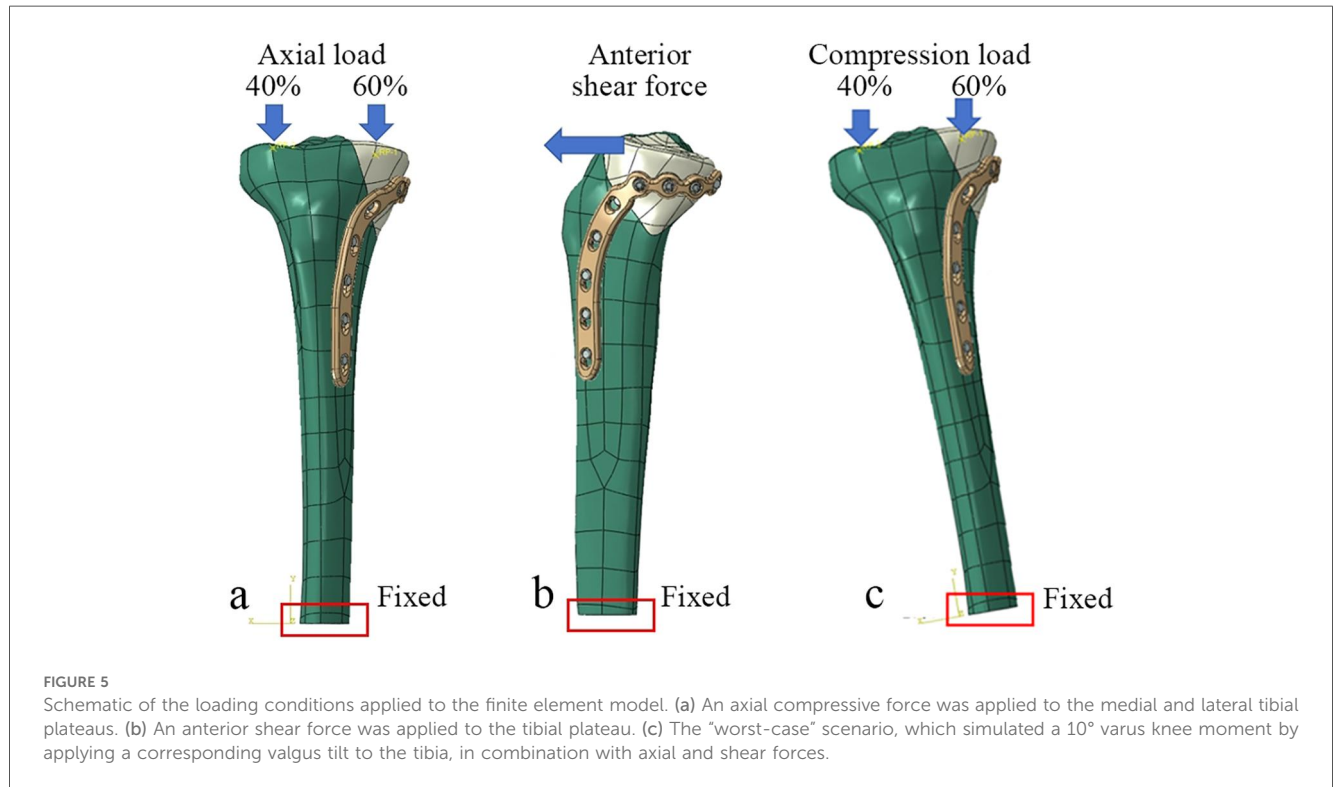 Axial load
40% 60%
Anterior
shear force
Compression load
40% 60%
a Fixed
b Fixed
c Fixed
FIGURE 5
Schematic of the loading conditions applied to the finite element model. (a) An axial compressive force was applied to the medial and lateral tibial
plateaus. (b) An anterior shear force was applied to the tibial plateau. (c) The "worst-case" scenario, which simulated a 10° varus knee moment by
applying a corresponding valgus tilt to the tibia, in combination with axial and shear forces.